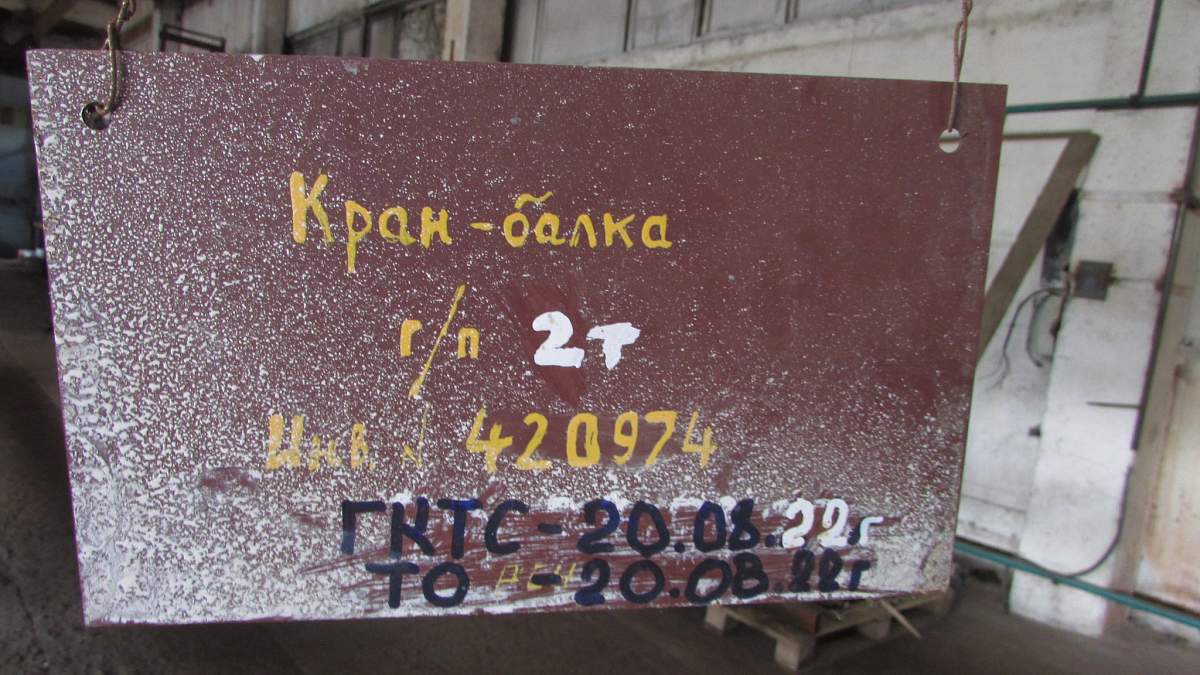 Кран-балка
г/п 2т
Инв. № 420974
ГКТС-20.08.22г
ТО -20.08.22г